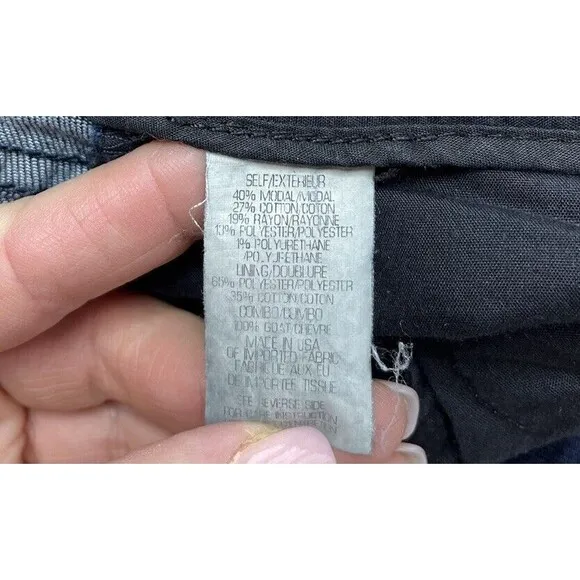 SELF/EXTERIEUR
40% MODAL/MODAL
27% COTTON/COTON
19% RAYON/RAYONNE
13% POLYESTER/POLYESTER
1% POLYURETHANE
/POLYURETHANE
LINING/DOUBLURE
65% POLYESTER/POLYESTER
35% COTTON/COTON
COMBO/COMBO
100% GOAT CHEVRE
MADE IN USA
OF IMPORTED FABRIC
FABRIQUE AUX EU
DE IMPORTEE TISSUE
SEE REVERSE SIDE
FOR CARE INSTRUCTION